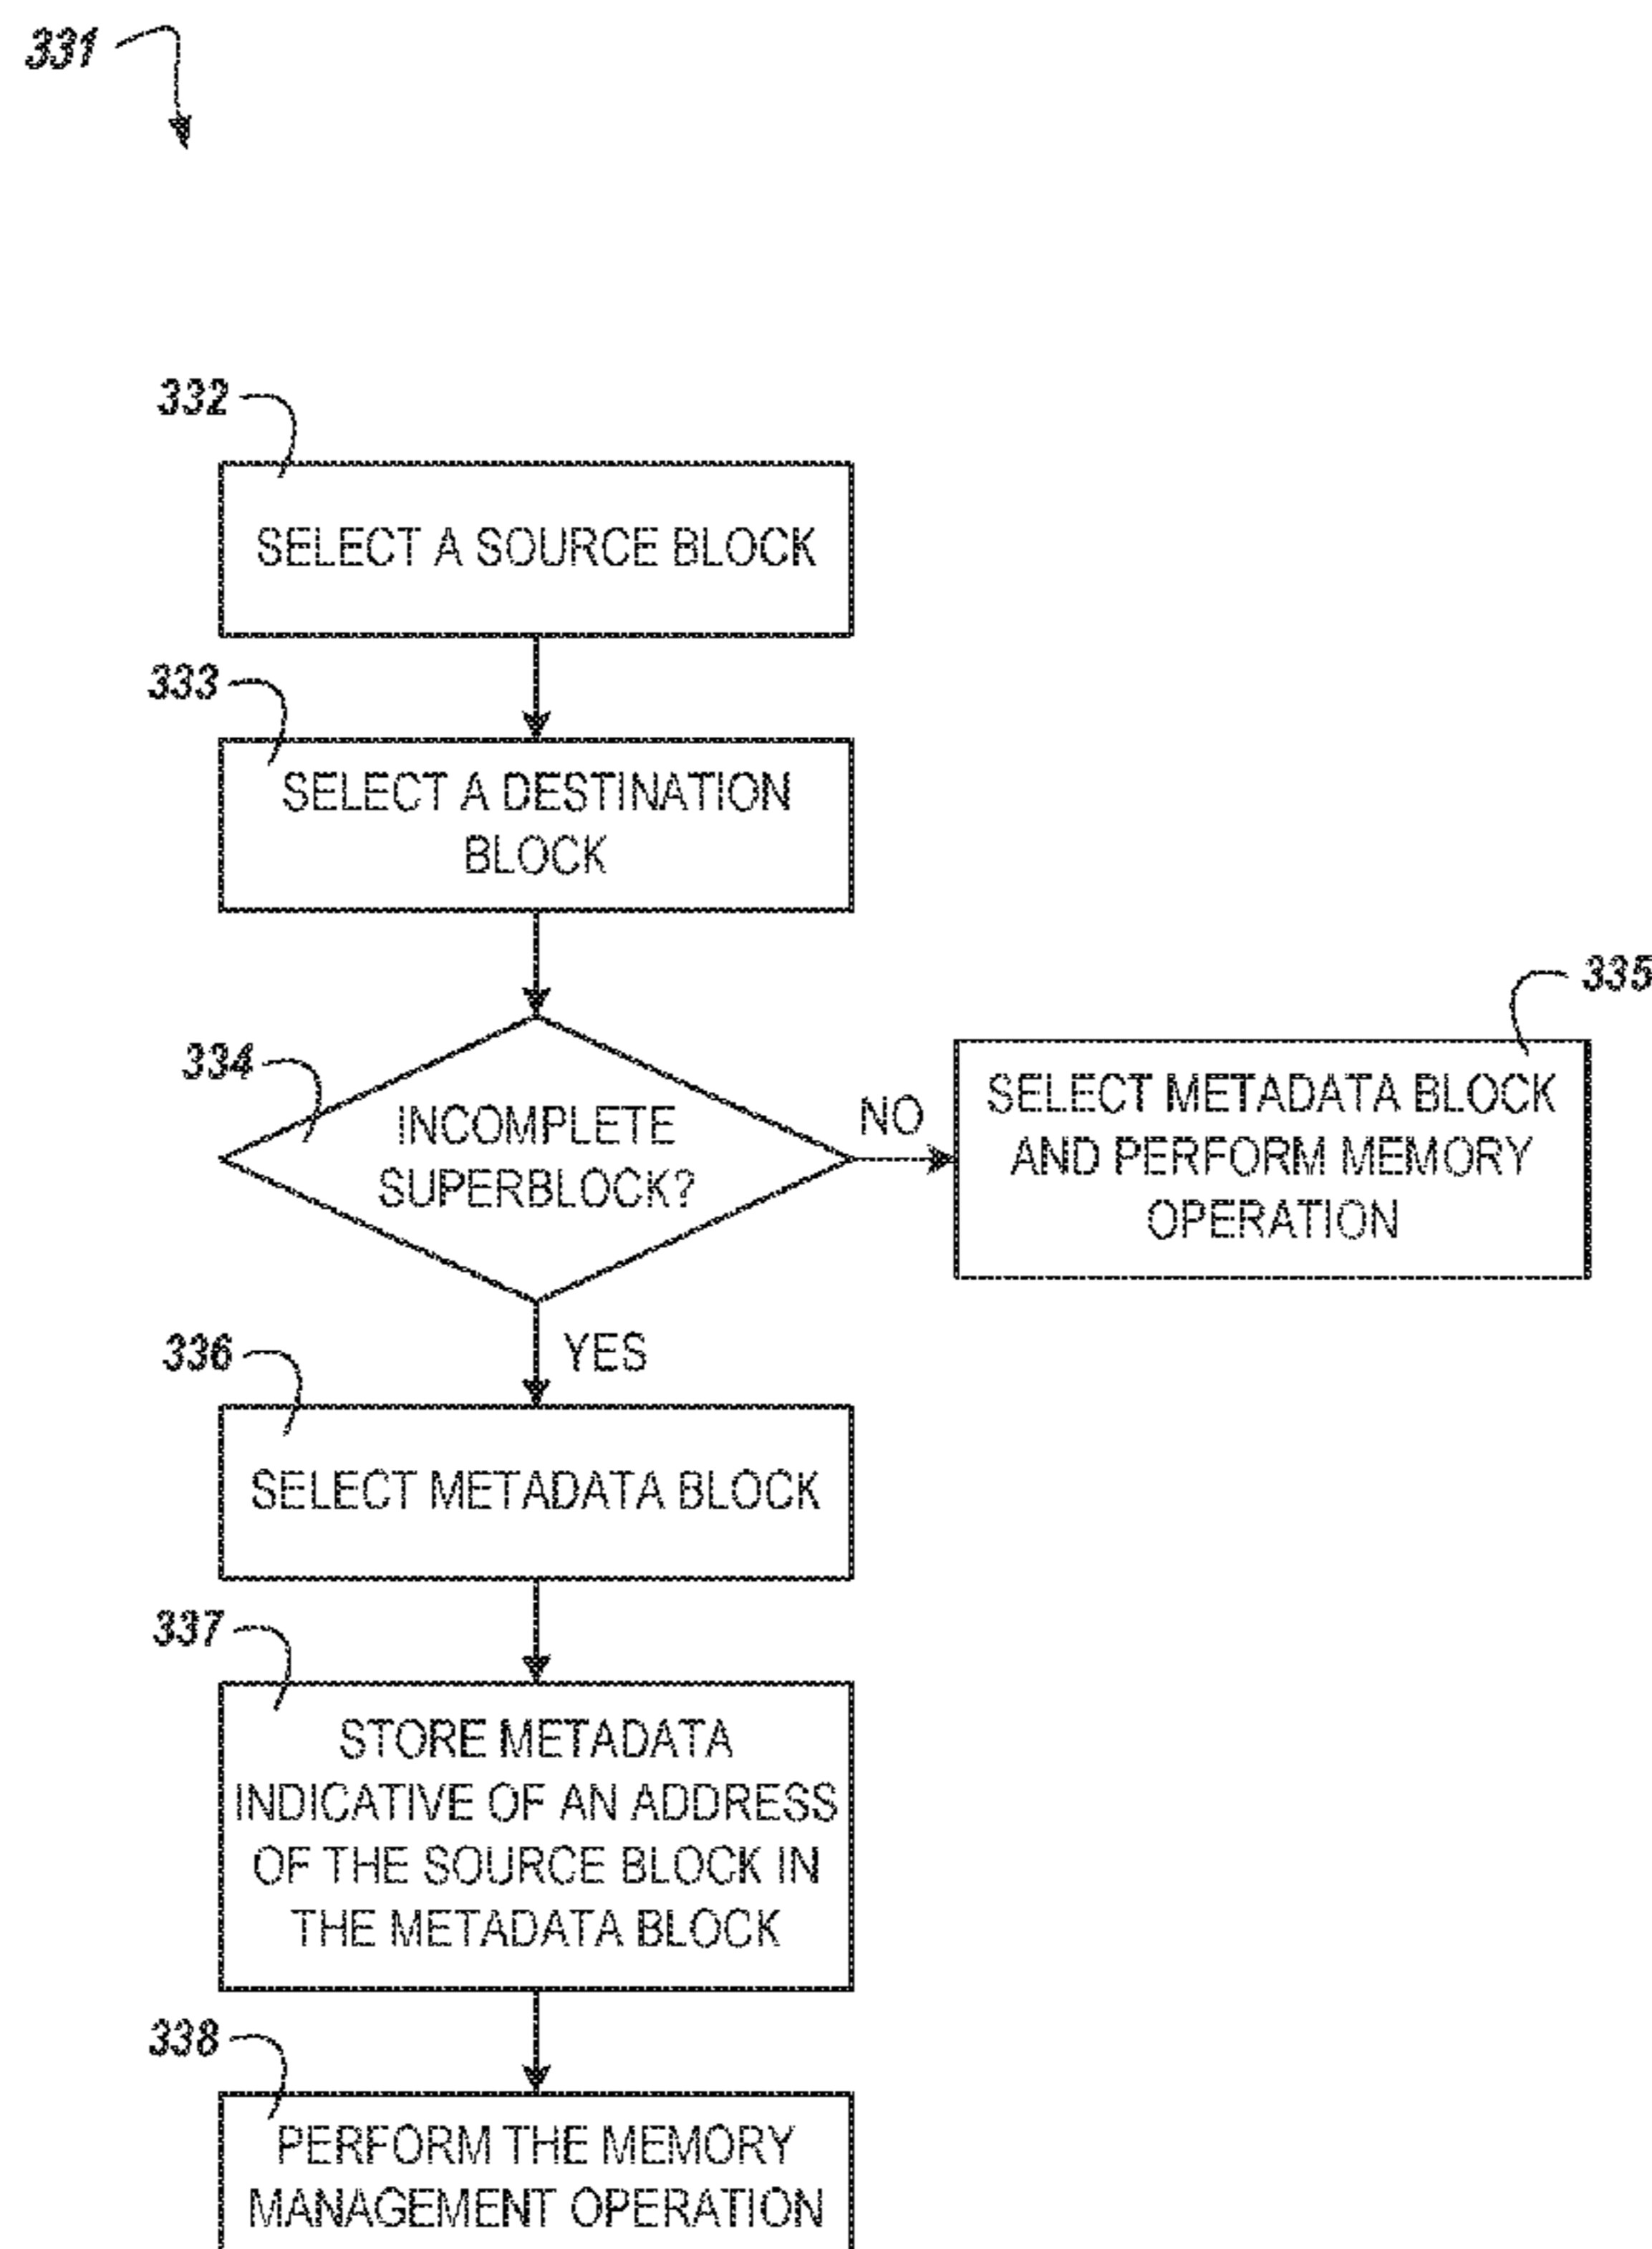 331
332
SELECT A SOURCE BLOCK
333
SELECT A DESTINATION
BLOCK
334
INCOMPLETE
SUPERBLOCK?
NO
335
SELECT METADATA BLOCK
AND PERFORM MEMORY
OPERATION
YES
336
SELECT METADATA BLOCK
337
STORE METADATA
INDICATIVE OF AN ADDRESS
OF THE SOURCE BLOCK IN
THE METADATA BLOCK
338
PERFORM THE MEMORY
MANAGEMENT OPERATION